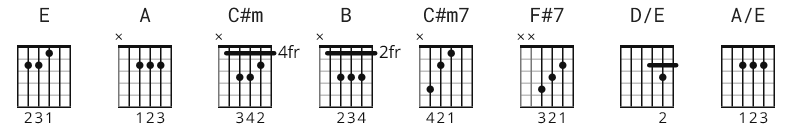 E A C#m B C#m7 F#7 D/E A/E
× × × × ××
4fr 2fr
231 123 342 234 421 321 2 123